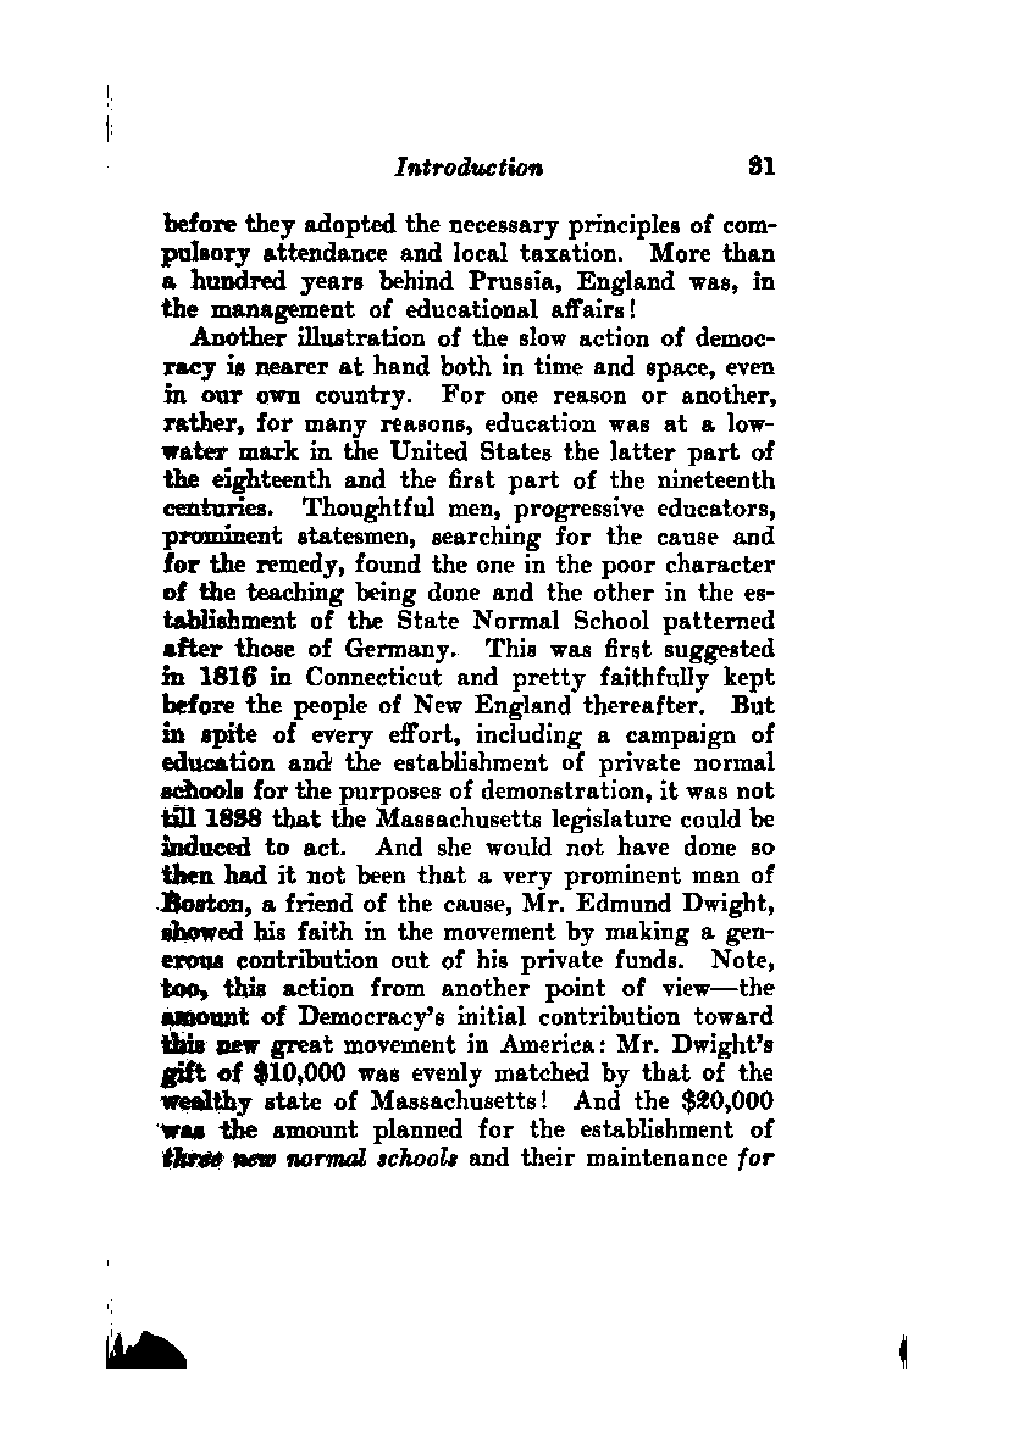 Introduction 31
before they adopted the necessary principles of com-
pulsory attendance and local taxation. More than
a hundred years behind Prussia, England was, in
the management of educational affairs!
Another illustration of the slow action of democ-
racy is nearer at hand both in time and space, even
in our own country. For one reason or another,
rather, for many reasons, education was at a low-
water mark in the United States the latter part of
the eighteenth and the first part of the nineteenth
centuries. Thoughtful men, progressive educators,
prominent statesmen, searching for the cause and
for the remedy, found the one in the poor character
of the teaching being done and the other in the es-
tablishment of the State Normal School patterned
after those of Germany. This was first suggested
in 1816 in Connecticut and pretty faithfully kept
before the people of New England thereafter. But
in spite of every effort, including a campaign of
education and the establishment of private normal
schools for the purposes of demonstration, it was not
till 1838 that the Massachusetts legislature could be
induced to act. And she would not have done so
then had it not been that a very prominent man of
Boston, a friend of the cause, Mr. Edmund Dwight,
showed his faith in the movement by making a gen-
erous contribution out of his private funds. Note,
too, this action from another point of view—the
amount of Democracy's initial contribution toward
this new great movement in America: Mr. Dwight's
gift of $10,000 was evenly matched by that of the
wealthy state of Massachusetts! And the $20,000
was the amount planned for the establishment of
three new normal schools and their maintenance for